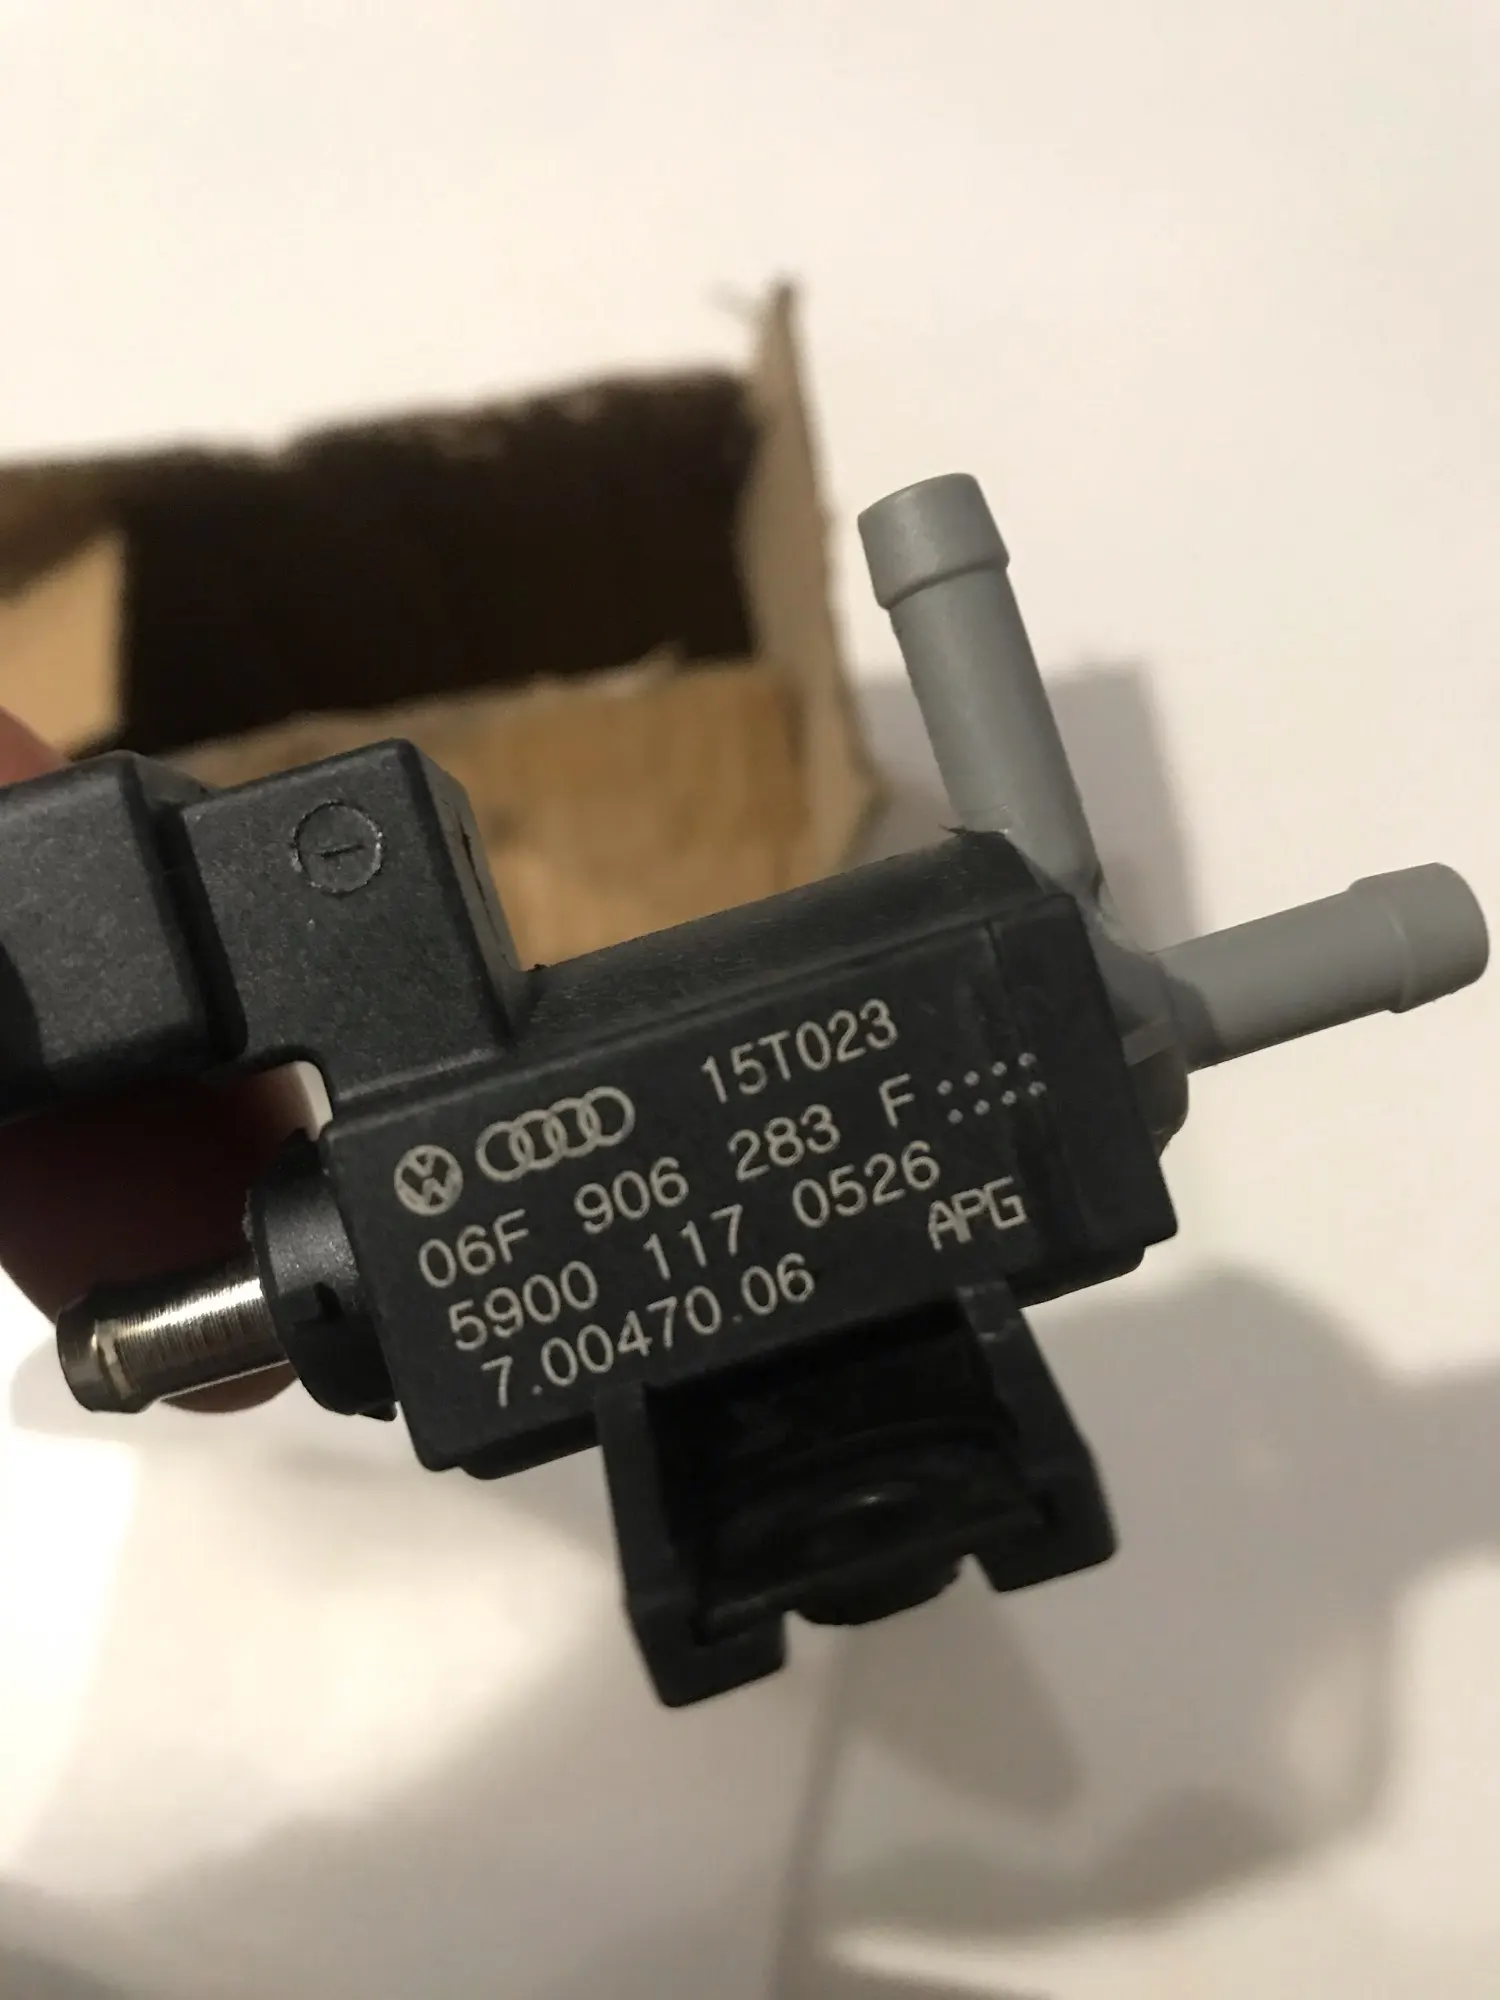 15T023
06F 906 283 F
5900 117 0526
APG
7.00470.06